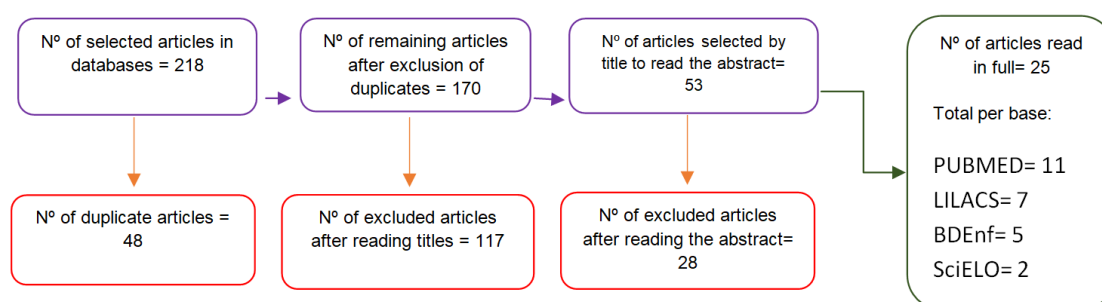 Nº of selected articles in
databases = 218
Nº of remaining articles
after exclusion of
duplicates = 170
Nº of articles selected by
title to read the abstract=
53
Nº of articles read
in full= 25
Total per base:
PUBMED= 11
LILACS= 7
BDEnf= 5
SciELO= 2
Nº of duplicate articles =
48
Nº of excluded articles
after reading titles = 117
Nº of excluded articles
after reading the abstract=
28